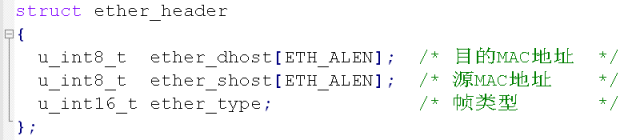 struct ether_header
{
u_int8_t ether_dhost[ETH_ALEN]; /* 目的MAC地址 */
u_int8_t ether_shost[ETH_ALEN]; /* 源MAC地址 */
u_int16_t ether_type; /* 帧类型 */
};